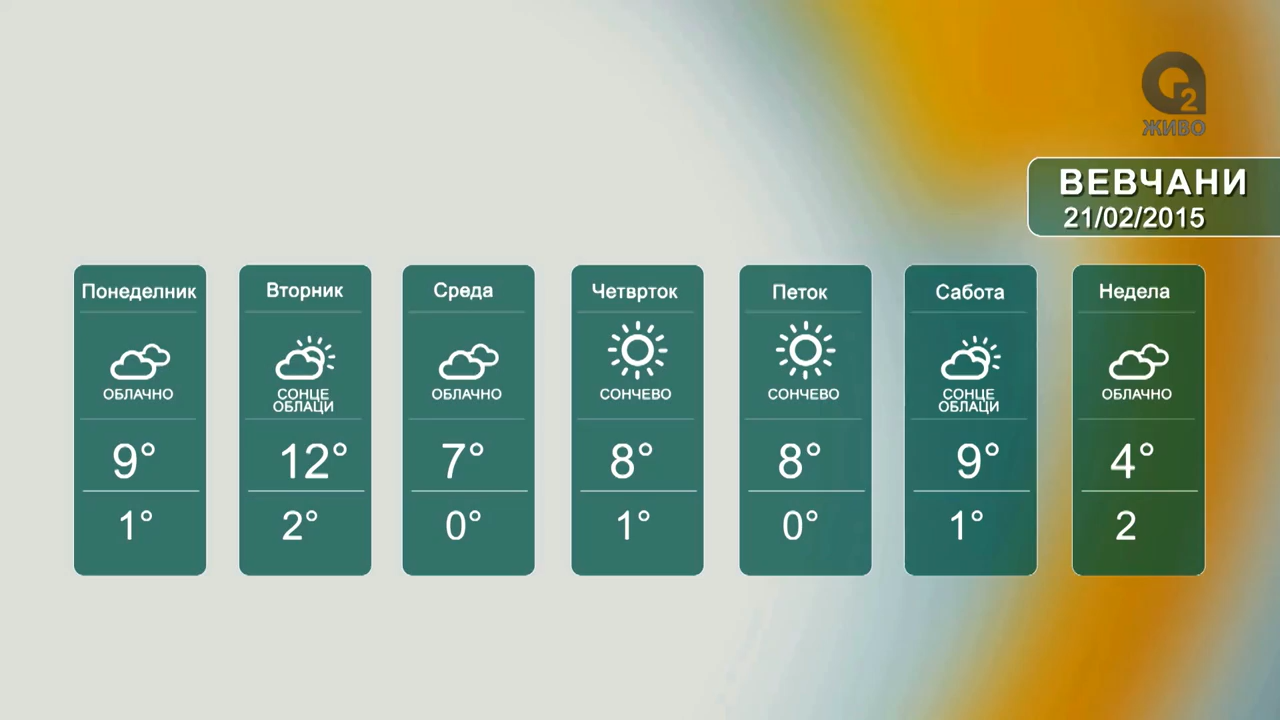 2
ЖИВО
ВЕВЧАНИ
21/02/2015
Понеделник
ОБЛАЧНО
9°
1°
Вторник
СОНЦЕ
ОБЛАЦИ
12°
2°
Среда
ОБЛАЧНО
7°
0°
Четврток
СОНЧЕВО
8°
1°
Петок
СОНЧЕВО
8°
0°
Сабота
СОНЦЕ
ОБЛАЦИ
9°
1°
Недела
ОБЛАЧНО
4°
2